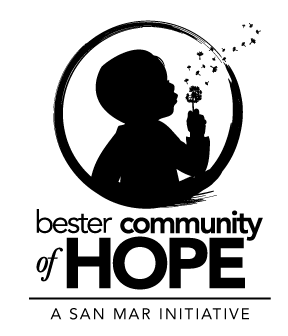 bester community
of HOPE
A SAN MAR INITIATIVE